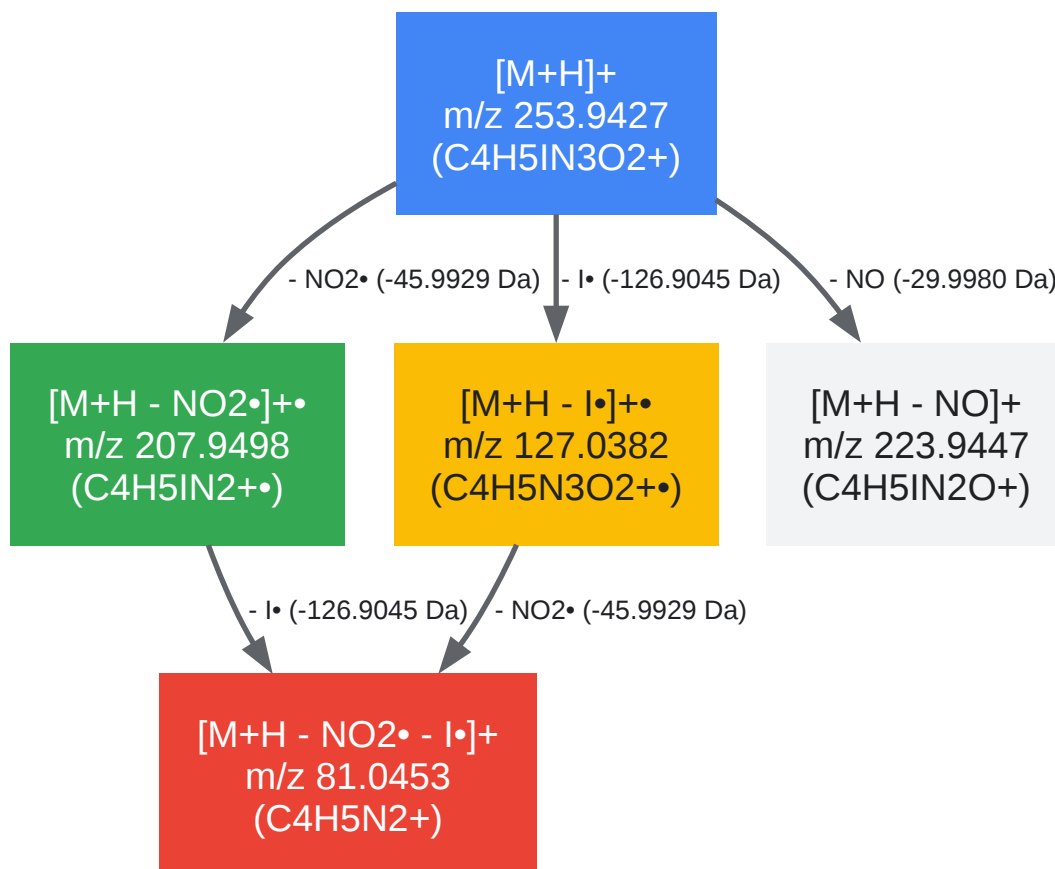 [M+H]+
m/z 253.9427
(C4H5IN3O2+)
- NO2• (-45.9929 Da)
- I• (-126.9045 Da)
- NO (-29.9980 Da)
[M+H - NO2•]+•
m/z 207.9498
(C4H5IN2+•)
[M+H - I•]+•
m/z 127.0382
(C4H5N3O2+•)
[M+H - NO]+
m/z 223.9447
(C4H5IN2O+)
- I• (-126.9045 Da)
- NO2• (-45.9929 Da)
[M+H - NO2• - I•]+
m/z 81.0453
(C4H5N2+)